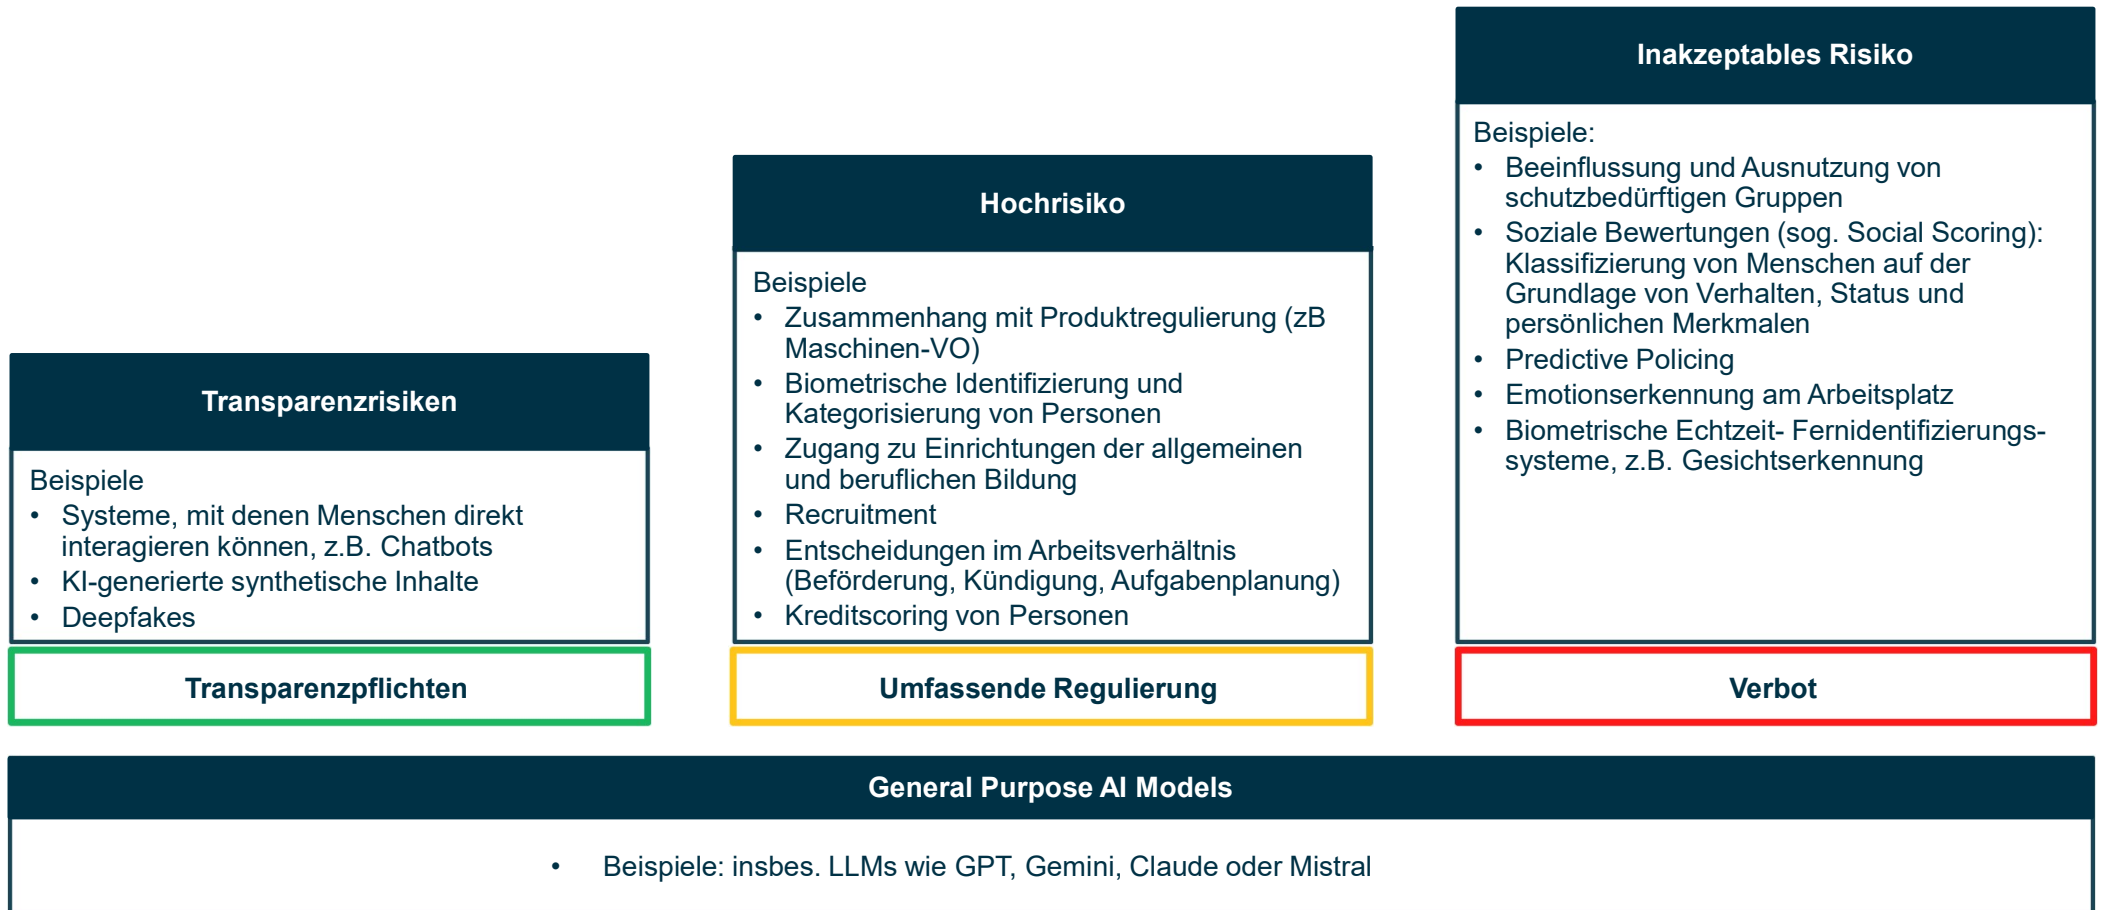 Transparenzrisiken
Beispiele
• Systeme, mit denen Menschen direkt
interagieren können, z.B. Chatbots
• KI-generierte synthetische Inhalte
• Deepfakes
Transparenzpflichten
Hochrisiko
Beispiele
• Zusammenhang mit Produktregulierung (zB
Maschinen-VO)
• Biometrische Identifizierung und
Kategorisierung von Personen
• Zugang zu Einrichtungen der allgemeinen
und beruflichen Bildung
• Recruitment
• Entscheidungen im Arbeitsverhältnis
(Beförderung, Kündigung, Aufgabenplanung)
• Kreditscoring von Personen
Umfassende Regulierung
Inakzeptables Risiko
Beispiele:
• Beeinflussung und Ausnutzung von
schutzbedürftigen Gruppen
• Soziale Bewertungen (sog. Social Scoring):
Klassifizierung von Menschen auf der
Grundlage von Verhalten, Status und
persönlichen Merkmalen
• Predictive Policing
• Emotionserkennung am Arbeitsplatz
• Biometrische Echtzeit- Fernidentifizierungs-
systeme, z.B. Gesichtserkennung
Verbot
General Purpose AI Models
• Beispiele: insbes. LLMs wie GPT, Gemini, Claude oder Mistral